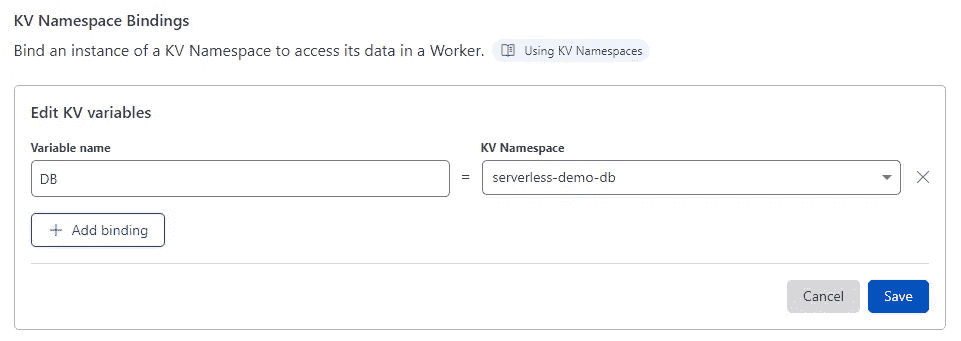 KV Namespace Bindings
Bind an instance of a KV Namespace to access its data in a Worker. Using KV Namespaces
Edit KV variables
Variable name KV Namespace
DB = serverless-demo-db
+ Add binding
Cancel Save